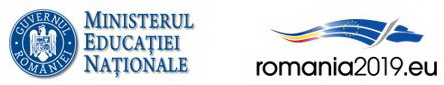 GUVERNUL ROMÂNIEI
MINISTERUL
EDUCAȚIEI
NAȚIONALE
romania2019.eu